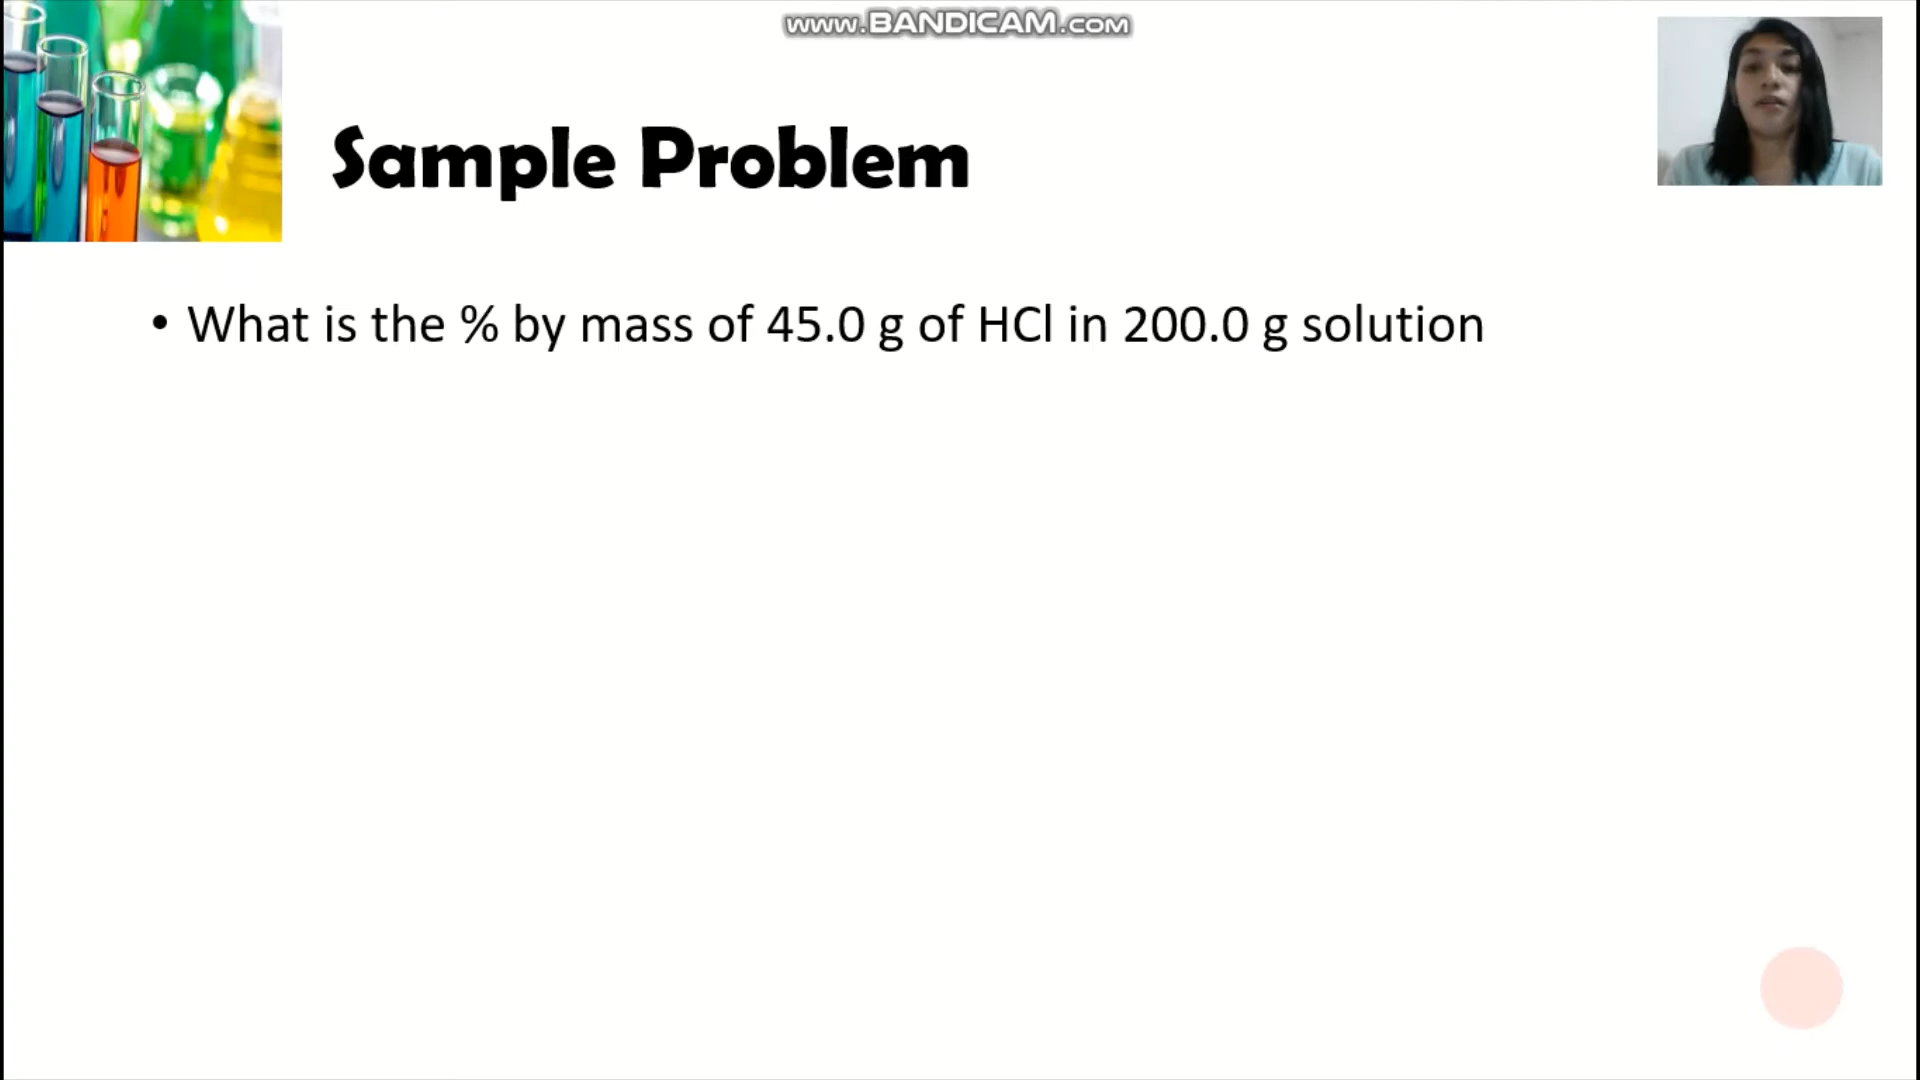 www.BANDICAM.com
Sample Problem
• What is the % by mass of 45.0 g of HCl in 200.0 g solution